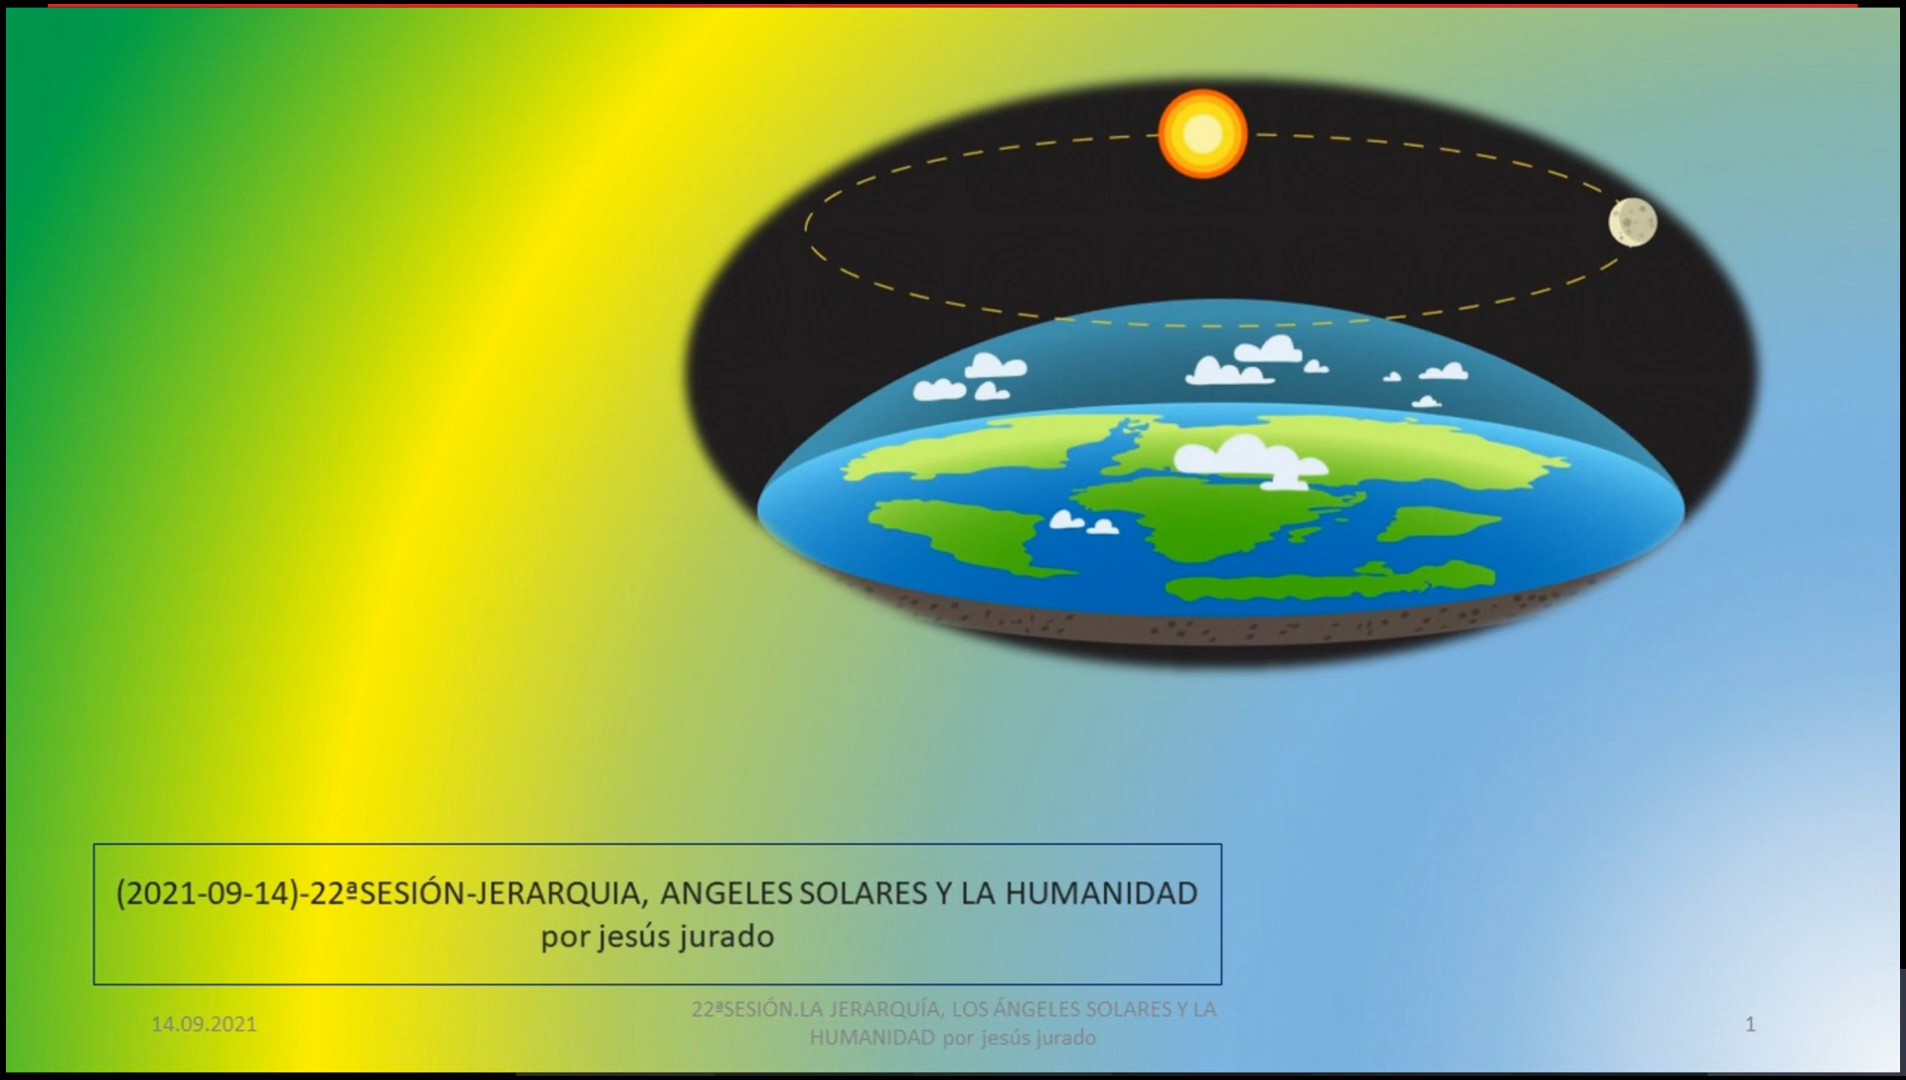 (2021-09-14)-22ªSESIÓN-JERARQUIA, ANGELES SOLARES Y LA HUMANIDAD
por jesús jurado
14.09.2021
22ªSESIÓN.LA JERARQUÍA, LOS ÁNGELES SOLARES Y LA
HUMANIDAD por jesús jurado
1